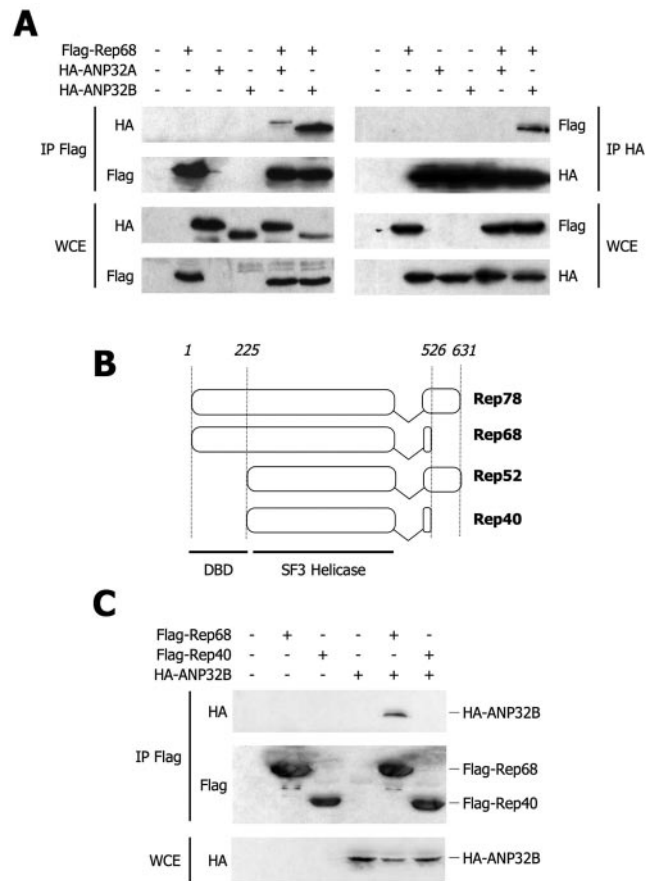 A
Flag-Rep68 - + - - + + - + - - + +
HA-ANP32A - - + - + - - - + - + -
HA-ANP32B - - - + - + - - - + - +
IP Flag HA Flag IP HA
Flag HA
WCE HA Flag WCE
Flag HA
B
1 225 526 631
Rep78
Rep68
Rep52
Rep40
DBD SF3 Helicase
C
Flag-Rep68 - + - - + -
Flag-Rep40 - - + - - +
HA-ANP32B - - - + + +
IP Flag HA HA-ANP32B
Flag Flag-Rep68
Flag-Rep40
WCE HA HA-ANP32B